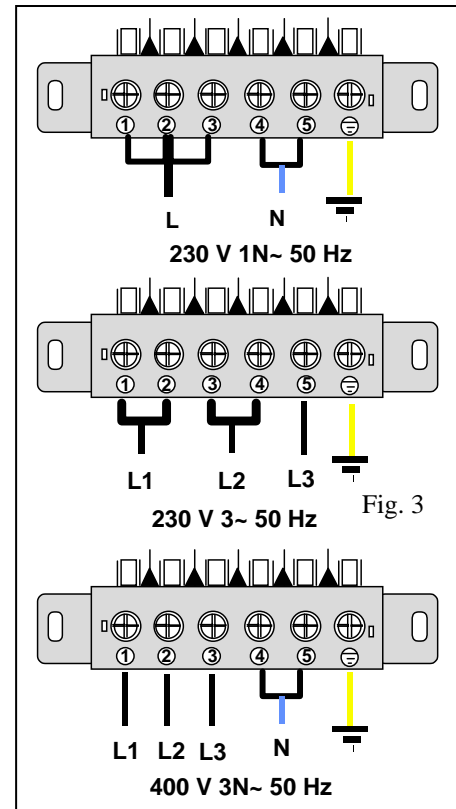 1 2 3 4 5
L N
230 V 1N~ 50 Hz
1 2 3 4 5
L1 L2 L3
230 V 3~ 50 Hz
Fig. 3
1 2 3 4 5
L1 L2 L3 N
400 V 3N~ 50 Hz